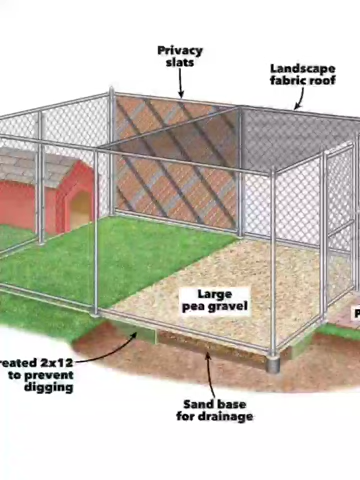 Privacy
slats
Landscape
fabric roof
Large
pea gravel
reated 2x12
to prevent
digging
Sand base
for drainage